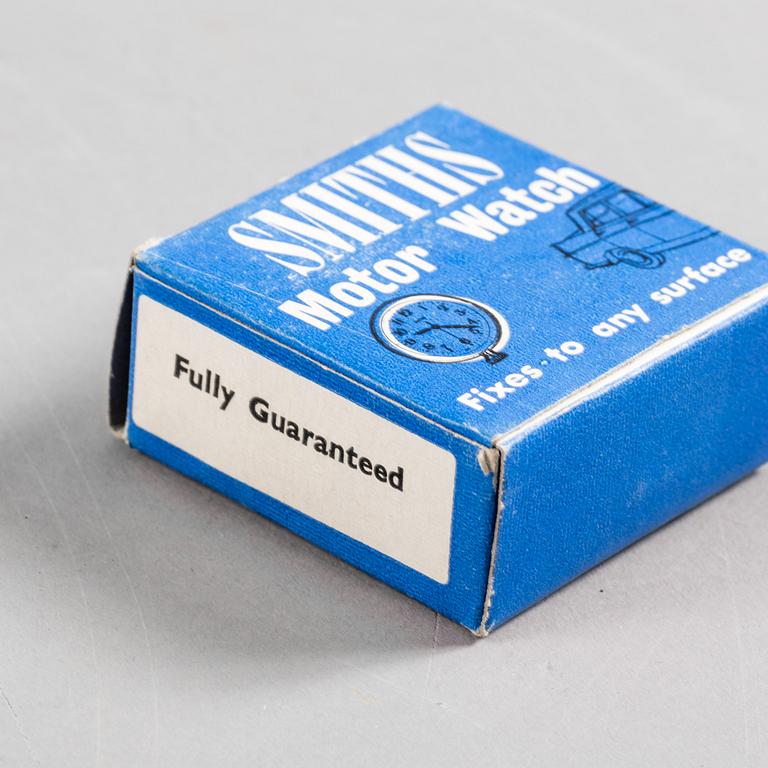 SMITHS
Motor Watch
Fixes to any surface
Fully Guaranteed